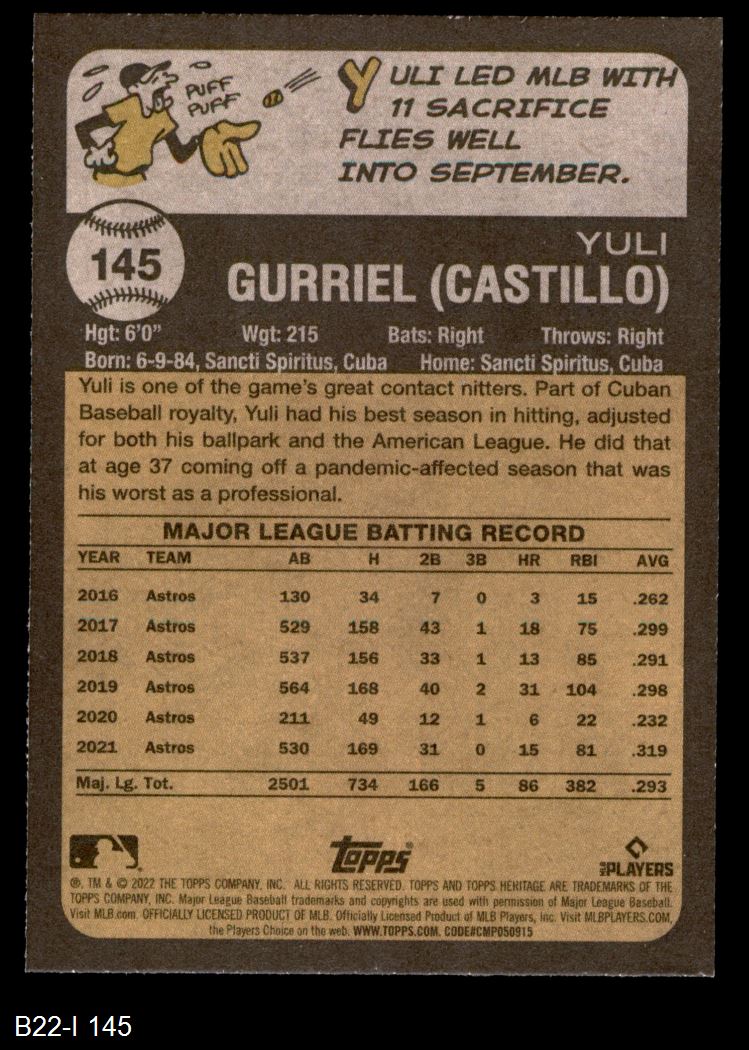 PUFF
PUFF
YULI LED MLB WITH
11 SACRIFICE
FLIES WELL
INTO SEPTEMBER.
145
YULI
GURRIEL (CASTILLO)
Hgt: 6'0" Wgt: 215 Bats: Right Throws: Right
Born: 6-9-84, Sancti Spiritus, Cuba Home: Sancti Spiritus, Cuba
Yuli is one of the game's great contact nitters. Part of Cuban
Baseball royalty, Yuli had his best season in hitting, adjusted
for both his ballpark and the American League. He did that
at age 37 coming off a pandemic-affected season that was
his worst as a professional.
MAJOR LEAGUE BATTING RECORD
YEAR TEAM AB H 2B 3B HR RBI AVG
2016 Astros 130 34 7 0 3 15 .262
2017 Astros 529 158 43 1 18 75 .299
2018 Astros 537 156 33 1 13 85 .291
2019 Astros 564 168 40 2 31 104 .298
2020 Astros 211 49 12 1 6 22 .232
2021 Astros 530 169 31 0 15 81 .319
Maj. Lg. Tot. 2501 734 166 5 86 382 .293
Topps
MLB PLAYERS
®, TM & © 2022 THE TOPPS COMPANY, INC. ALL RIGHTS RESERVED. TOPPS AND TOPPS HERITAGE ARE TRADEMARKS OF THE
TOPPS COMPANY, INC. Major League Baseball trademarks and copyrights are used with permission of Major League Baseball.
Visit MLB.com. OFFICIALLY LICENSED PRODUCT OF MLB. Officially Licensed Product of MLB Players, Inc. Visit MLBPLAYERS.COM,
the Players Choice on the web. WWW.TOPPS.COM. CODE#CMP050915
B22-I 145